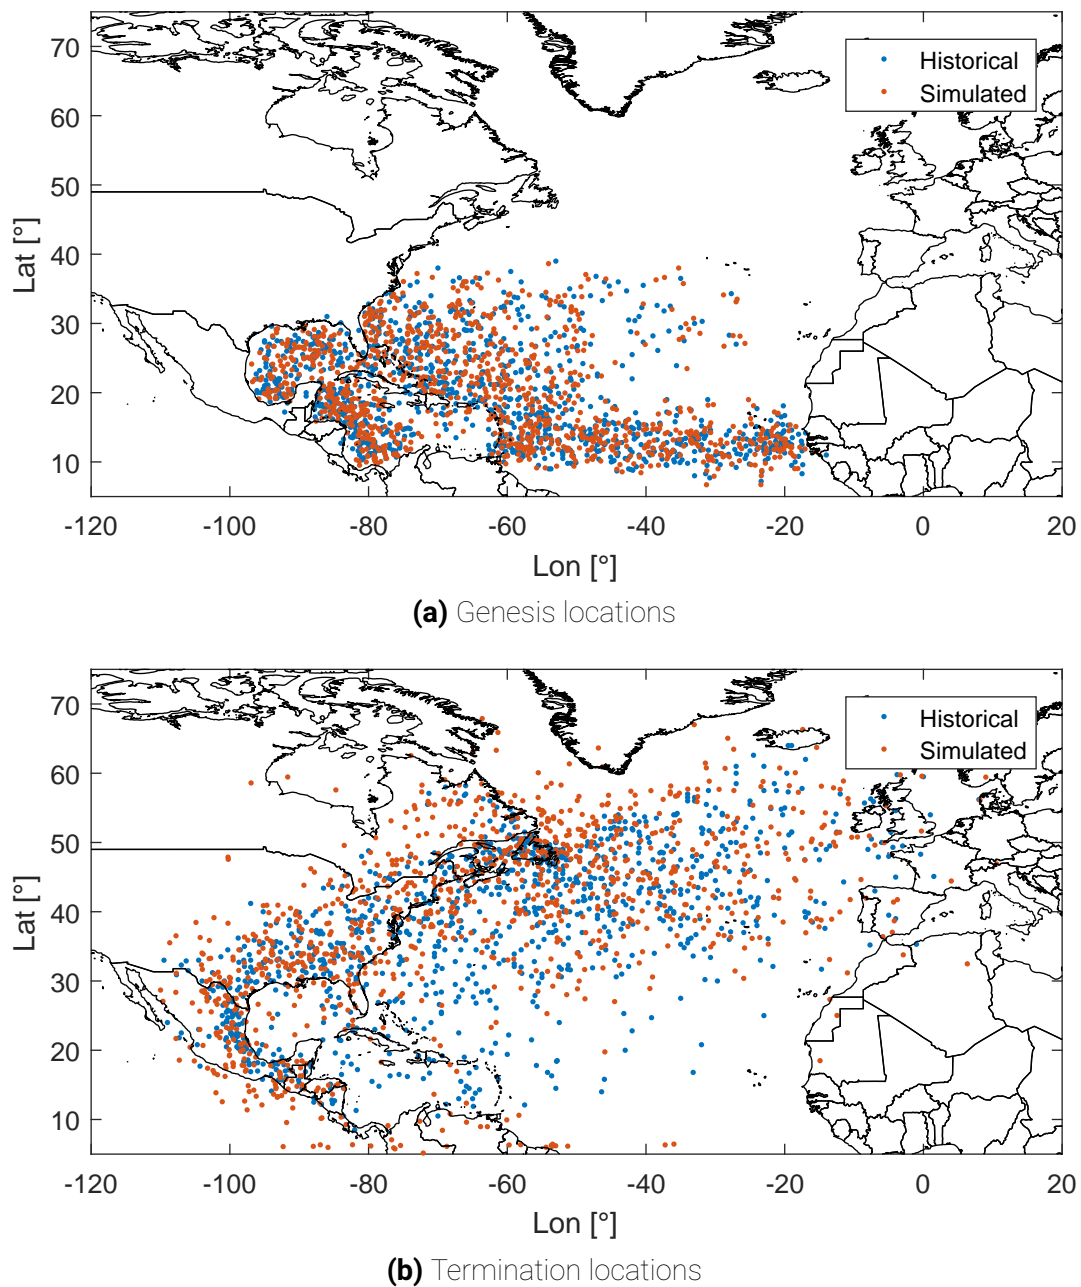 70
60
50
40
30
20
10
Lat [°]
Historical
Simulated
-120 -100 -80 -60 -40 -20 0 20
Lon [°]
(a) Genesis locations
70
60
50
40
30
20
10
Lat [°]
Historical
Simulated
-120 -100 -80 -60 -40 -20 0 20
Lon [°]
(b) Termination locations